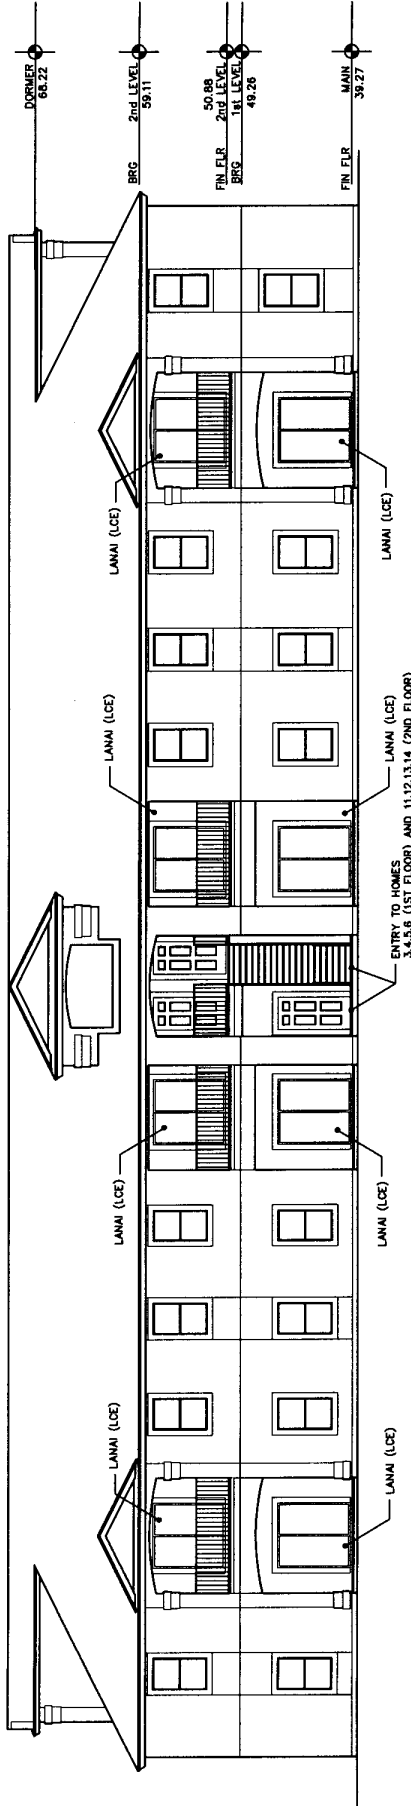 DORMER
68.22
2nd LEVEL
59.11
BRG
50.88
2nd LEVEL
FIN FLR
1st LEVEL
49.26
BRG
MAIN
39.27
FIN FLR
LANAI (LCE)
LANAI (LCE)
LANAI (LCE)
LANAI (LCE)
LANAI (LCE)
LANAI (LCE)
LANAI (LCE)
LANAI (LCE)
ENTRY TO HOMES
3,4,5,6 (1ST FLOOR) AND 11,12,13,14 (2ND FLOOR)